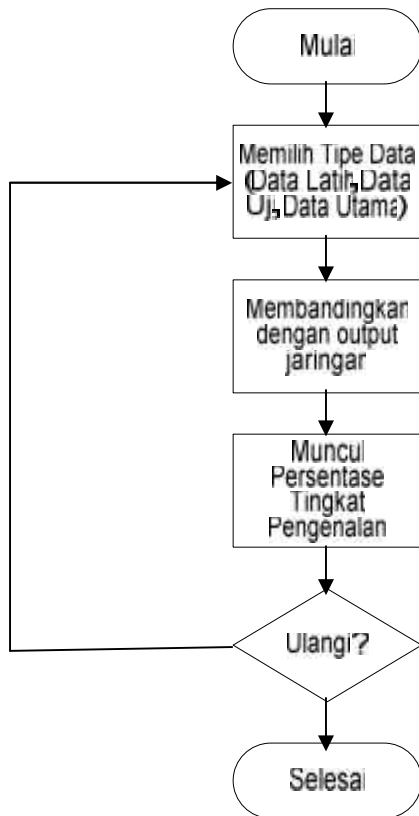 Mulai
Memilih Tipe Data
(Data Latih,Data
Uji,Data Utama)
Membandingkan
dengan output
jaringan
Muncul
Persentase
Tingkat
Pengenalan
Ulangi?
Selesai